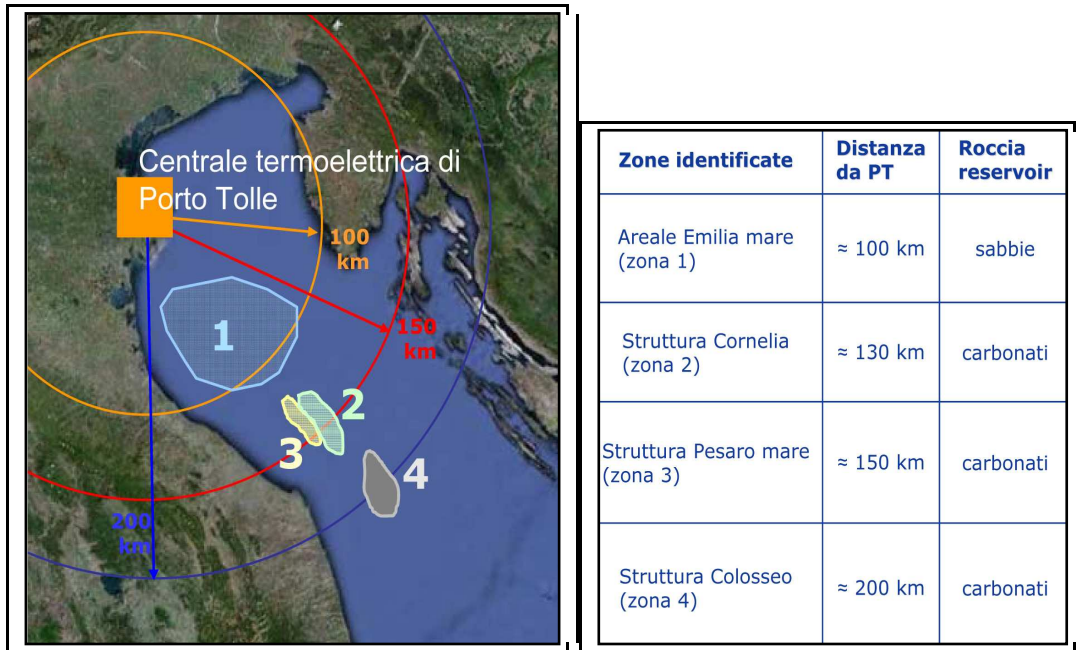 Centrale termoelettrica di
Porto Tolle
100
km
150
km
1
2
3
4
200
km
Zone identificate
Distanza
da PT
Roccia
reservoir
Areale Emilia mare
(zona 1)
≈ 100 km
sabbie
Struttura Cornelia
(zona 2)
≈ 130 km
carbonati
Struttura Pesaro mare
(zona 3)
≈ 150 km
carbonati
Struttura Colosseo
(zona 4)
≈ 200 km
carbonati